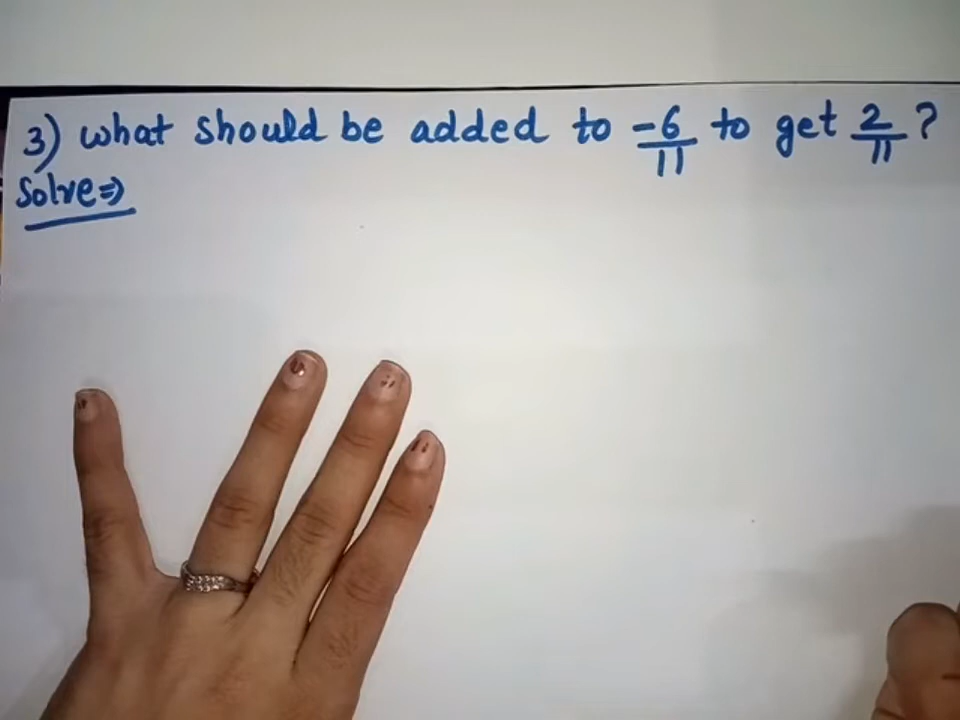 3) what should be added to -6/11 to get 2/11 ?
Solve⇒